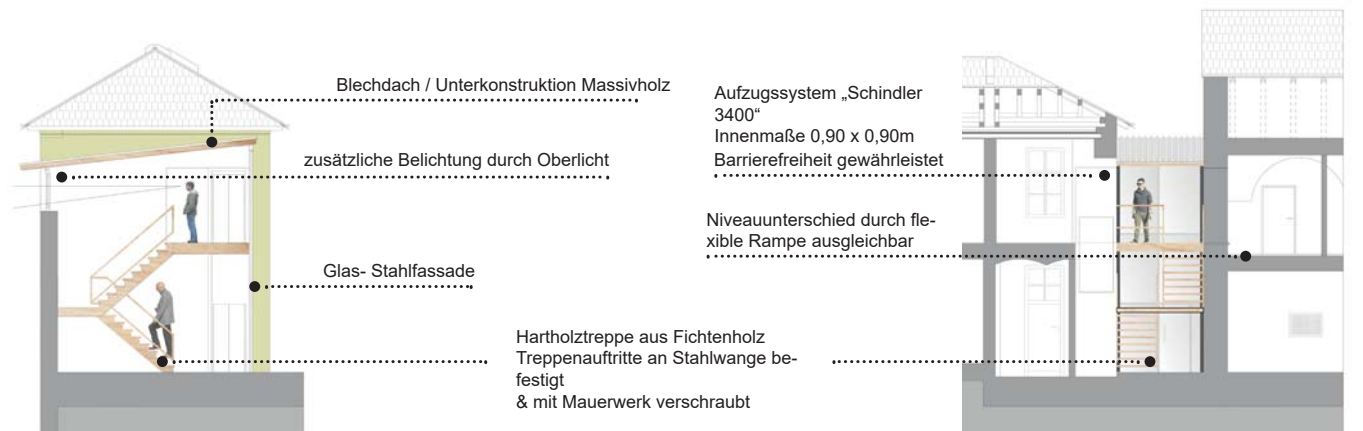 Blechdach / Unterkonstruktion Massivholz
zusätzliche Belichtung durch Oberlicht
Glas- Stahlfassade
Hartholztreppe aus Fichtenholz
Treppenauftritte an Stahlwange be-
festigt
& mit Mauerwerk verschraubt
Aufzugssystem „Schindler
3400“
Innenmaße 0,90 x 0,90m
Barrierefreiheit gewährleistet
Niveauunterschied durch fle-
xible Rampe ausgleichbar